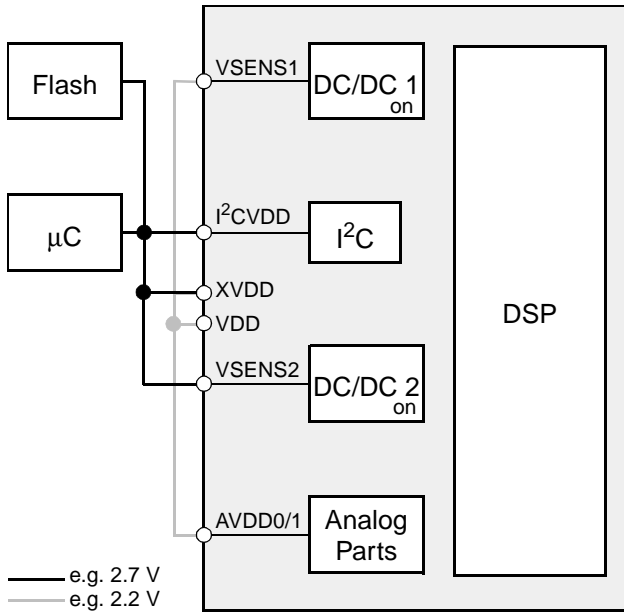 Flash
VSENS1
DC/DC 1
on
μC
I²CVDD
I²C
XVDD
VDD
DSP
VSENS2
DC/DC 2
on
AVDD0/1
Analog
Parts
e.g. 2.7 V
e.g. 2.2 V